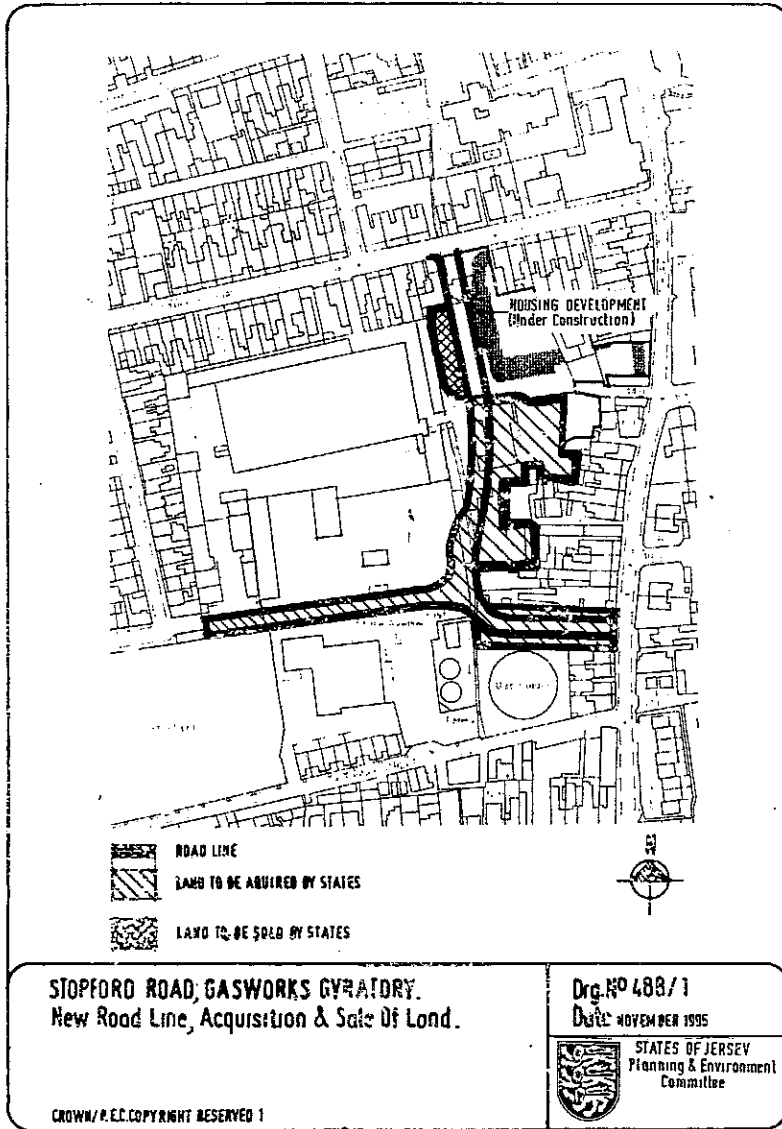 HOUSING DEVELOPMENT
(Under Construction)
ROAD LINE
LAND TO BE AQUIRED BY STATES
LAND TO BE SOLD BY STATES
STOPFORD ROAD, GASWORKS GYRATORY.
New Road Line, Acquisition & Sale Of Land.
CROWN/P.E.C.COPYRIGHT RESERVED 1
Drg.Nº 488/1
Date NOVEMBER 1995
STATES OF JERSEY
Planning & Environment
Committee